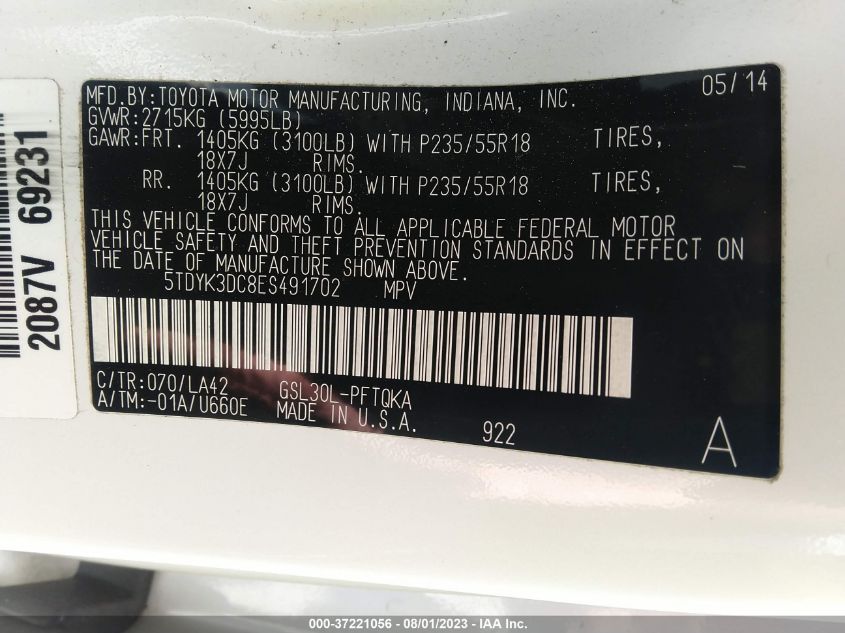 MFD.BY:TOYOTA MOTOR MANUFACTURING, INDIANA, INC. 05/14
GVWR:2715KG (5995LB)
GAWR:FRT. 1405KG (3100LB) WITH P235/55R18 TIRES,
18X7J RIMS.
RR. 1405KG (3100LB) WITH P235/55R18 TIRES,
18X7J RIMS.
THIS VEHICLE CONFORMS TO ALL APPLICABLE FEDERAL MOTOR
VEHICLE SAFETY AND THEFT PREVENTION STANDARDS IN EFFECT ON
THE DATE OF MANUFACTURE SHOWN ABOVE.
5TDYK3DC8ES491702 MPV
C/TR:070/LA42 GSL30L-PFTQKA
A/TM:-01A/U660E MADE IN U.S.A. 922 A
2087V 69231
000-37221056 - 08/01/2023 - IAA Inc.